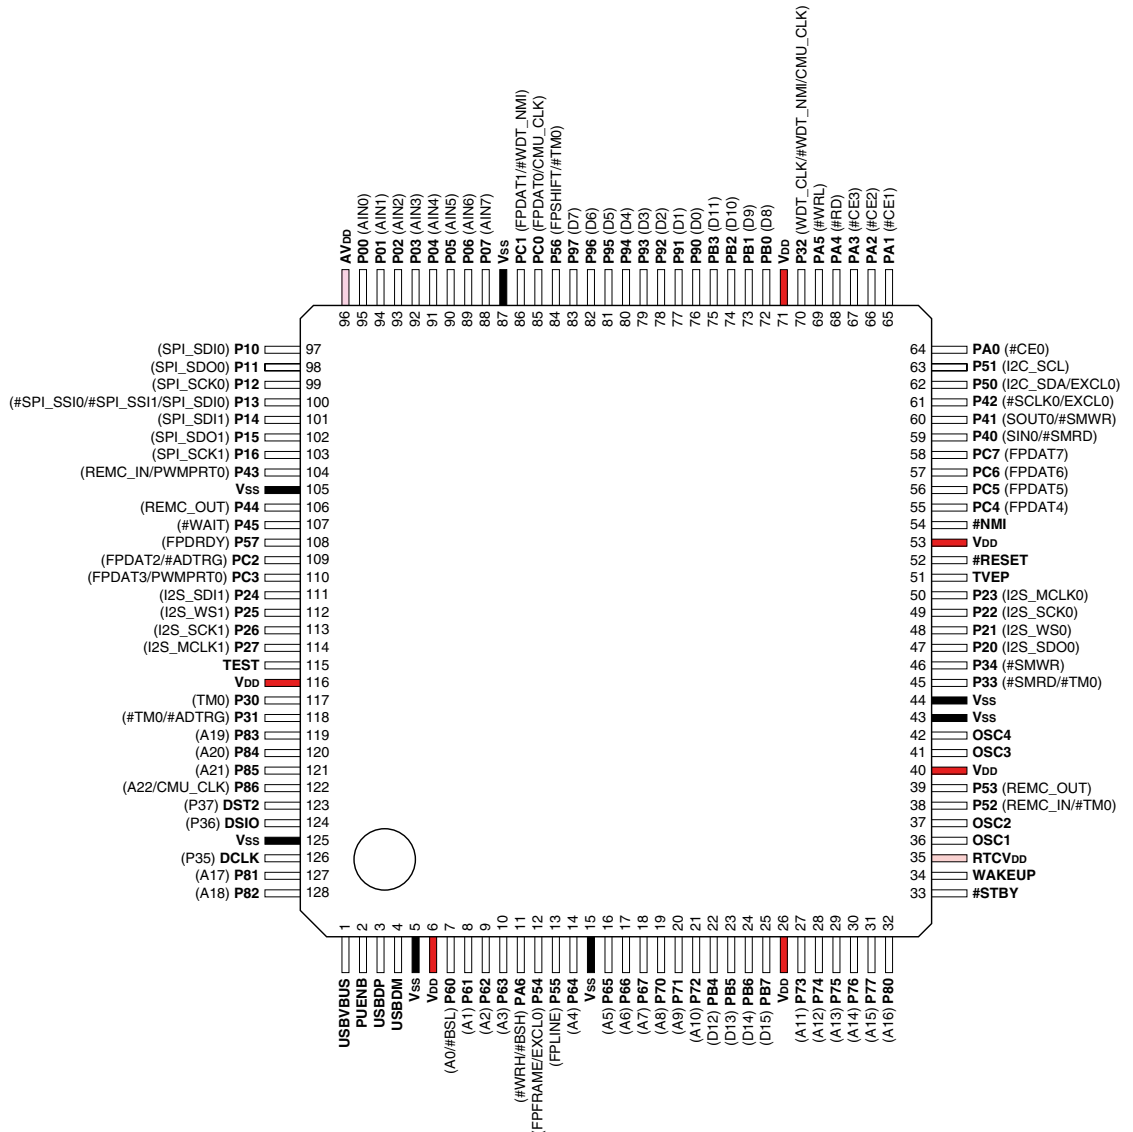 AVDD
P00 (AIN0)
P01 (AIN1)
P02 (AIN2)
P03 (AIN3)
P04 (AIN4)
P05 (AIN5)
P06 (AIN6)
P07 (AIN7)
Vss
PC1 (FPDAT1/#WDT_NMI)
PC0 (FPDAT0/CMU_CLK)
P56 (FPSHIFT/#TM0)
P97 (D7)
P96 (D6)
P95 (D5)
P94 (D4)
P93 (D3)
P92 (D2)
P91 (D1)
P90 (D0)
PB3 (D11)
PB2 (D10)
PB1 (D9)
PB0 (D8)
VDD
P32 (WDT_CLK/#WDT_NMI/CMU_CLK)
PA5 (#WRL)
PA4 (#RD)
PA3 (#CE3)
PA2 (#CE2)
PA1 (#CE1)
96
95
94
93
92
91
90
89
88
87
86
85
84
83
82
81
80
79
78
77
76
75
74
73
72
71
70
69
68
67
66
65
(SPI_SDI0) P10 97
(SPI_SDO0) P11 98
(SPI_SCK0) P12 99
(#SPI_SSI0/#SPI_SSI1/SPI_SDI0) P13 100
(SPI_SDI1) P14 101
(SPI_SDO1) P15 102
(SPI_SCK1) P16 103
(REMC_IN/PWMPRT0) P43 104
Vss 105
(REMC_OUT) P44 106
(#WAIT) P45 107
(FPDRDY) P57 108
(FPDAT2/#ADTRG) PC2 109
(FPDAT3/PWMPRT0) PC3 110
(I2S_SDI1) P24 111
(I2S_WS1) P25 112
(I2S_SCK1) P26 113
(I2S_MCLK1) P27 114
TEST 115
VDD 116
(TM0) P30 117
(#TM0/#ADTRG) P31 118
(A19) P83 119
(A20) P84 120
(A21) P85 121
(A22/CMU_CLK) P86 122
(P37) DST2 123
(P36) DSIO 124
Vss 125
(P35) DCLK 126
(A17) P81 127
(A18) P82 128
64 PA0 (#CE0)
63 P51 (I2C_SCL)
62 P50 (I2C_SDA/EXCL0)
61 P42 (#SCLK0/EXCL0)
60 P41 (SOUT0/#SMWR)
59 P40 (SIN0/#SMRD)
58 PC7 (FPDAT7)
57 PC6 (FPDAT6)
56 PC5 (FPDAT5)
55 PC4 (FPDAT4)
54 #NMI
53 VDD
52 #RESET
51 TVEP
50 P23 (I2S_MCLK0)
49 P22 (I2S_SCK0)
48 P21 (I2S_WS0)
47 P20 (I2S_SDO0)
46 P34 (#SMWR)
45 P33 (#SMRD/#TM0)
44 Vss
43 Vss
42 OSC4
41 OSC3
40 VDD
39 P53 (REMC_OUT)
38 P52 (REMC_IN/#TM0)
37 OSC2
36 OSC1
35 RTCVDD
34 WAKEUP
33 #STBY
1
2
3
4
5
6
7
8
9
10
11
12
13
14
15
16
17
18
19
20
21
22
23
24
25
26
27
28
29
30
31
32
USBVBUS
PUENB
USBDP
USBDM
Vss
VDD
(A0/#BSL) P60
(A1) P61
(A2) P62
(A3) P63
(#WRH/#BSH) PA6
(FPFRAME/EXCL0) P54
(FPLINE) P55
(A4) P64
Vss
(A5) P65
(A6) P66
(A7) P67
(A8) P70
(A9) P71
(A10) P72
(D12) PB4
(D13) PB5
(D14) PB6
(D15) PB7
VDD
(A11) P73
(A12) P74
(A13) P75
(A14) P76
(A15) P77
(A16) P80